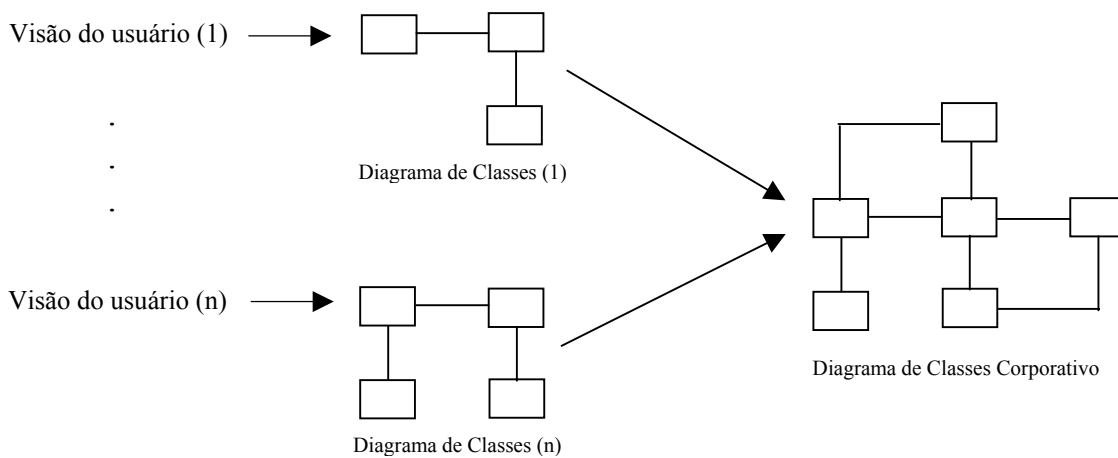 Visão do usuário (1)
.
.
.
Diagrama de Classes (1)
Visão do usuário (n)
Diagrama de Classes (n)
Diagrama de Classes Corporativo